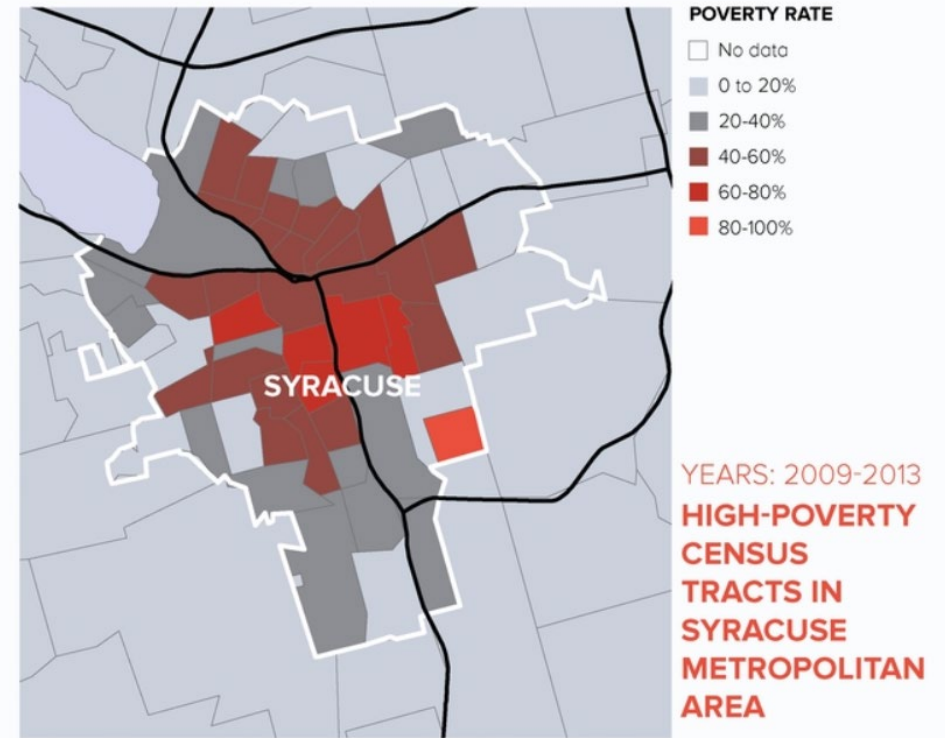 POVERTY RATE
No data
0 to 20%
20-40%
40-60%
60-80%
80-100%
SYRACUSE
YEARS: 2009-2013
HIGH-POVERTY
CENSUS
TRACTS IN
SYRACUSE
METROPOLITAN
AREA